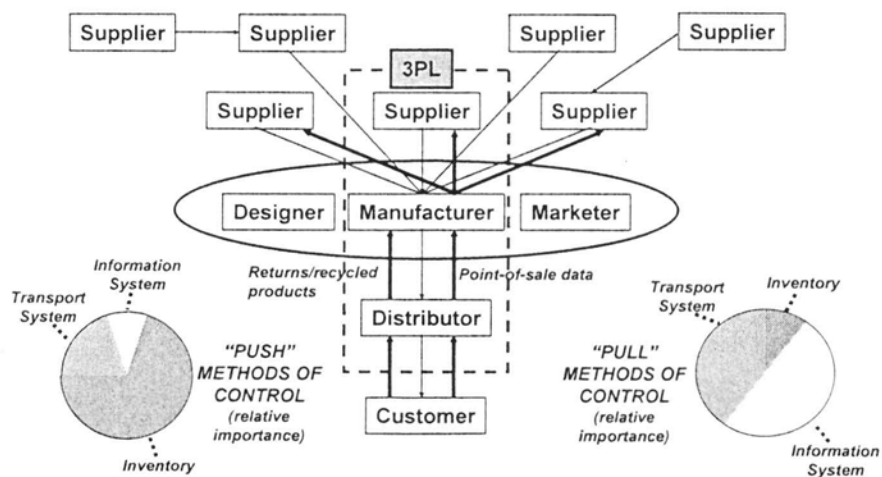 Supplier
Supplier
Supplier
Supplier
3PL
Supplier
Supplier
Supplier
Designer
Manufacturer
Marketer
Returns/recycled
products
Point-of-sale data
Information
System
Transport
System
"PUSH"
METHODS OF
CONTROL
(relative
importance)
Inventory
Distributor
Customer
"PULL"
METHODS OF
CONTROL
(relative
importance)
Transport
System
Inventory
Information
System